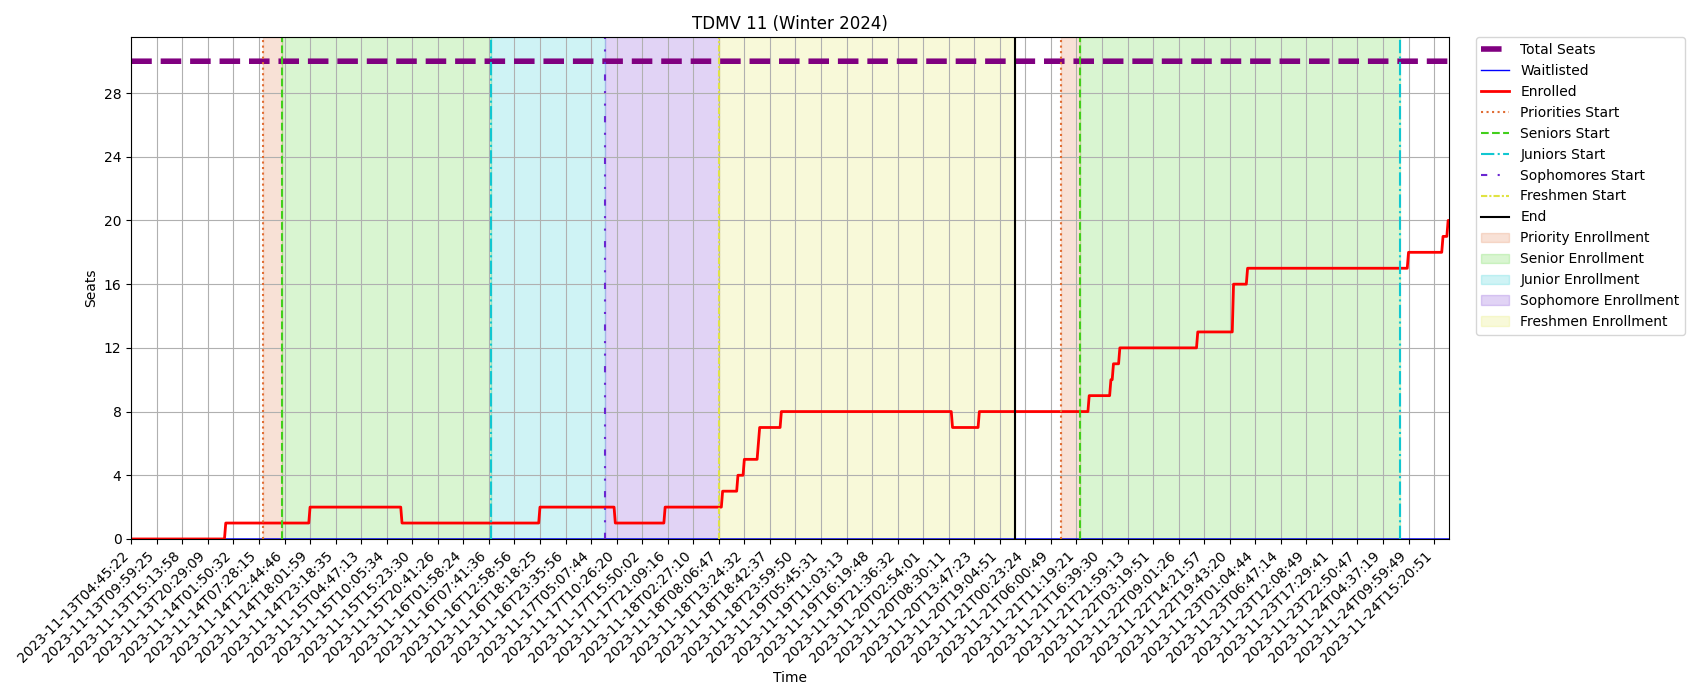 TDMV 11 (Winter 2024)
28
24
20
16
12
8
4
0
Seats
2023-11-13T04:45:22
2023-11-13T09:59:25
2023-11-13T15:13:58
2023-11-13T20:29:09
2023-11-14T01:50:32
2023-11-14T07:28:15
2023-11-14T12:44:46
2023-11-14T18:01:59
2023-11-14T23:18:35
2023-11-15T04:47:13
2023-11-15T10:05:34
2023-11-15T15:23:30
2023-11-15T20:41:26
2023-11-16T01:58:24
2023-11-16T07:41:36
2023-11-16T12:58:56
2023-11-16T18:18:25
2023-11-16T23:35:56
2023-11-17T05:07:44
2023-11-17T10:26:20
2023-11-17T15:50:02
2023-11-17T21:09:16
2023-11-18T02:27:10
2023-11-18T08:06:47
2023-11-18T13:24:32
2023-11-18T18:42:37
2023-11-18T23:59:50
2023-11-19T05:45:31
2023-11-19T11:03:13
2023-11-19T16:19:48
2023-11-19T21:36:32
2023-11-20T02:54:01
2023-11-20T08:30:11
2023-11-20T13:47:23
2023-11-20T19:04:51
2023-11-21T00:23:24
2023-11-21T06:00:49
2023-11-21T11:19:21
2023-11-21T16:39:30
2023-11-21T21:59:13
2023-11-22T03:19:51
2023-11-22T09:01:26
2023-11-22T14:21:57
2023-11-22T19:43:20
2023-11-23T01:04:44
2023-11-23T06:47:14
2023-11-23T12:08:49
2023-11-23T17:29:41
2023-11-23T22:50:47
2023-11-24T04:37:19
2023-11-24T09:59:49
2023-11-24T15:20:51
Time
Total Seats
Waitlisted
Enrolled
Priorities Start
Seniors Start
Juniors Start
Sophomores Start
Freshmen Start
End
Priority Enrollment
Senior Enrollment
Junior Enrollment
Sophomore Enrollment
Freshmen Enrollment